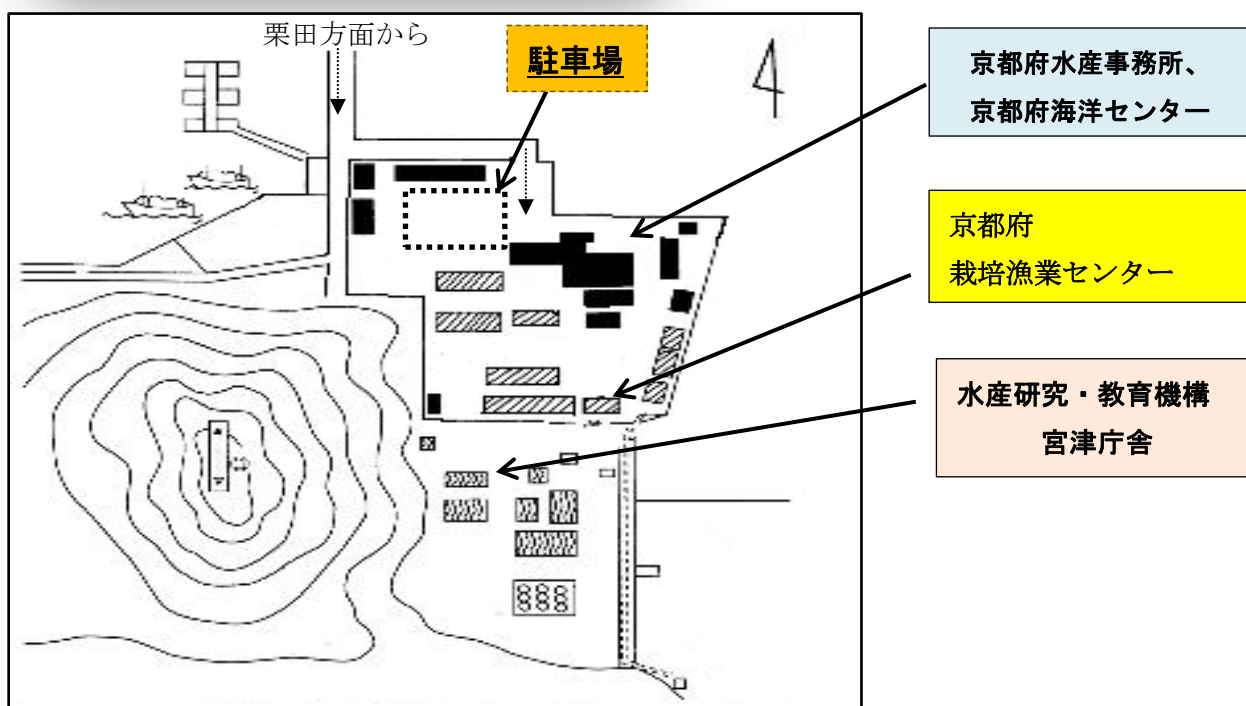 栗田方面から
駐車場
京都府水産事務所、
京都府海洋センター
京都府
栽培漁業センター
水産研究・教育機構
宮津庁舎